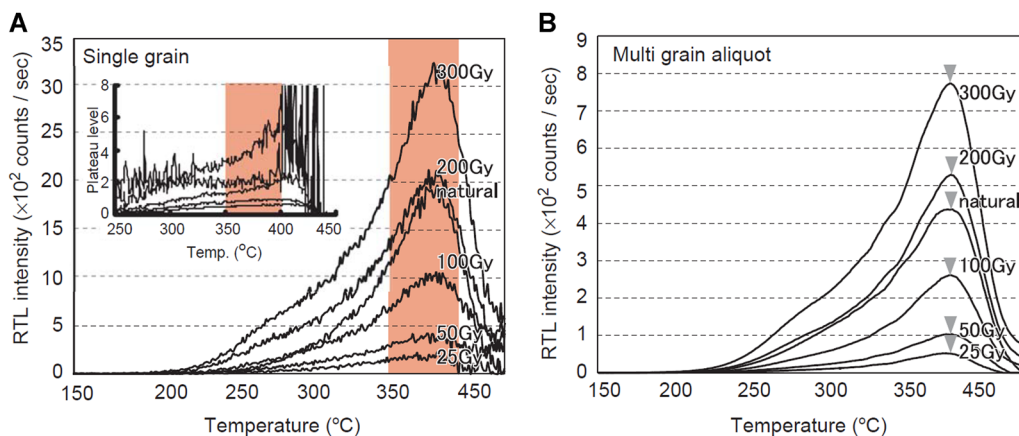 A
Single grain
RTL intensity (×10² counts / sec)
35
30
25
20
15
10
5
0
Plateau level
8
6
4
2
0
250 300 350 400 450
Temp. (°C)
300Gy
200Gy
natural
100Gy
50Gy
25Gy
150 200 250 300 350 450
Temperature (°C)
B
Multi grain aliquot
RTL intensity (×10² counts / sec)
9
8
7
6
5
4
3
2
1
0
300Gy
200Gy
natural
100Gy
50Gy
25Gy
150 200 250 300 350 450
Temperature (°C)